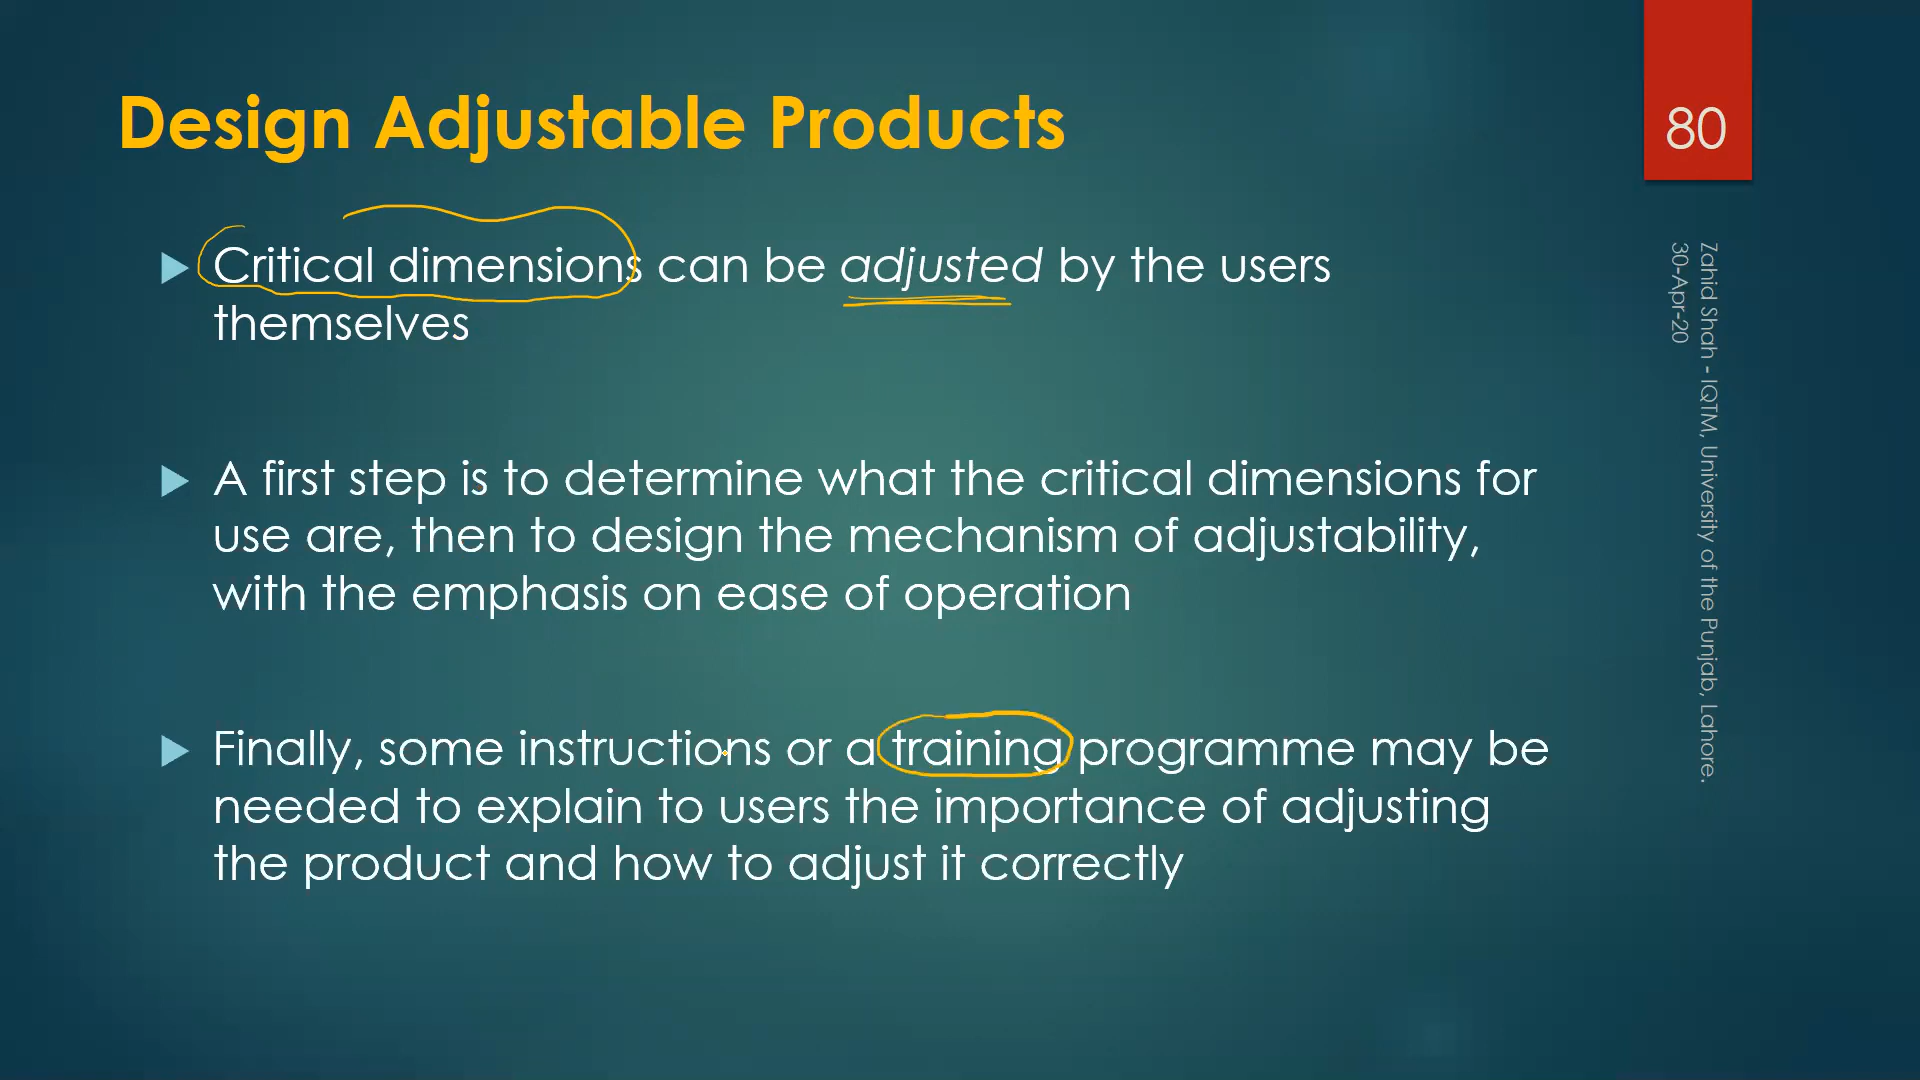 Design Adjustable Products
80
Critical dimensions can be adjusted by the users
themselves
A first step is to determine what the critical dimensions for
use are, then to design the mechanism of adjustability,
with the emphasis on ease of operation
Finally, some instructions or a training programme may be
needed to explain to users the importance of adjusting
the product and how to adjust it correctly
Zahid Shah - IQTM, University of the Punjab, Lahore.
30-Apr-20